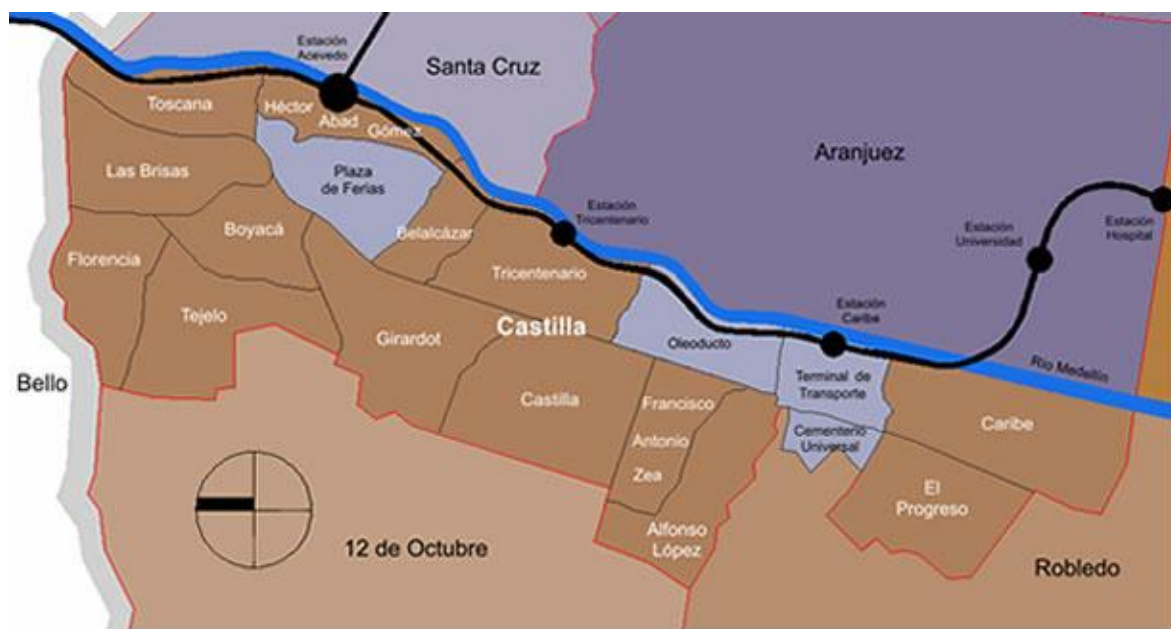 Estación
Acevedo
Santa Cruz
Toscana
Héctor
Abad
Gómez
Aranjuez
Las Brisas
Plaza
de Ferias
Estación
Tricentenario
Estación
Universidad
Estación
Hospital
Boyacá
Belalcázar
Florencia
Tricentenario
Tejelo
Castilla
Girardot
Estación
Caribe
Oleoducto
Río Medellín
Bello
Terminal de
Transporte
Castilla
Francisco
Antonio
Zea
Cementerio
Universal
Caribe
El
Progreso
Alfonso
López
12 de Octubre
Robledo